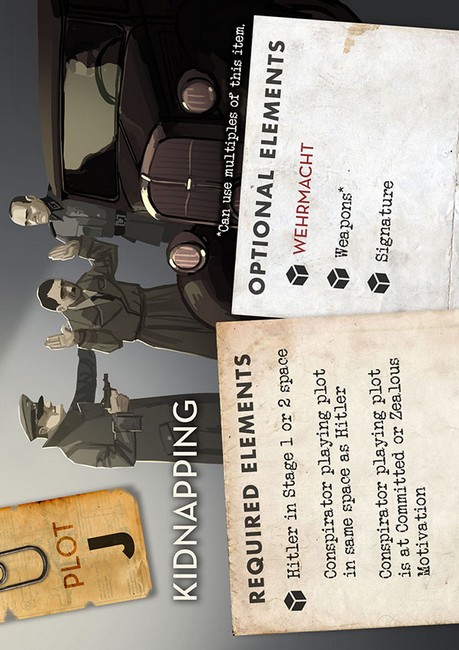 PLOT
J
KIDNAPPING
REQUIRED ELEMENTS
Hitler in Stage 1 or 2 space
Conspirator playing plot
in same space as Hitler
Conspirator playing plot
is at Committed or Zealous
Motivation
OPTIONAL ELEMENTS
WEHRMACHT
Weapons*
Signature
*Can use multiples of this item.